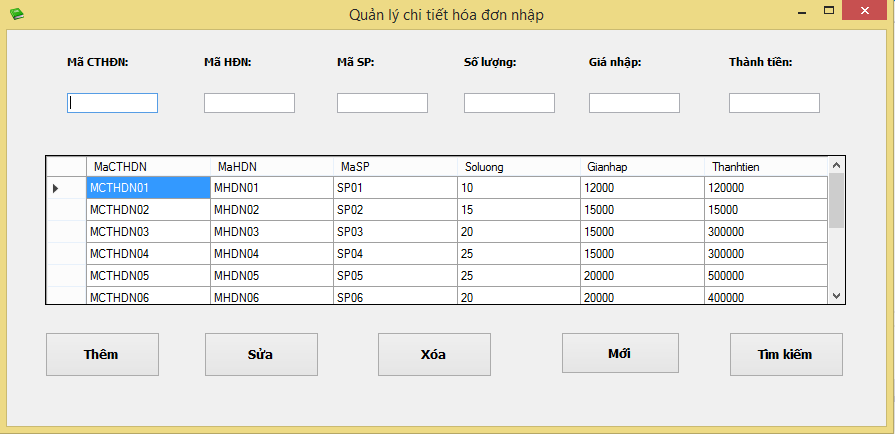 Quản lý chi tiết hóa đơn nhập
Mã CTHĐN: Mã HĐN: Mã SP: Số lượng: Giá nhập: Thành tiền:
MaCTHDN MaHDN MaSP Soluong Gianhap Thanhtien
MCTHDN01 MHDN01 SP01 10 12000 120000
MCTHDN02 MHDN02 SP02 15 15000 15000
MCTHDN03 MHDN03 SP03 20 15000 300000
MCTHDN04 MHDN04 SP04 25 15000 300000
MCTHDN05 MHDN05 SP05 25 20000 500000
MCTHDN06 MHDN06 SP06 20 20000 400000
Thêm Sửa Xóa Mới Tìm kiếm